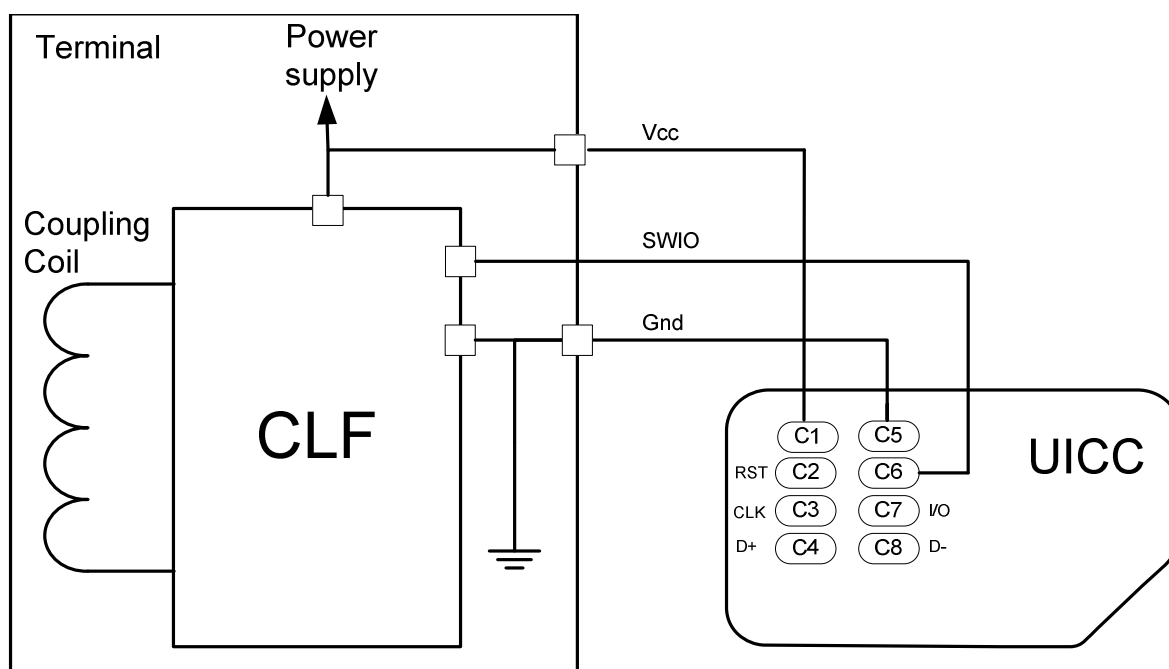 Terminal
Power
supply
Vcc
Coupling
Coil
SWIO
Gnd
CLF
UICC
C1
C5
RST
C2
C6
CLK
C3
C7
I/O
D+
C4
C8
D-